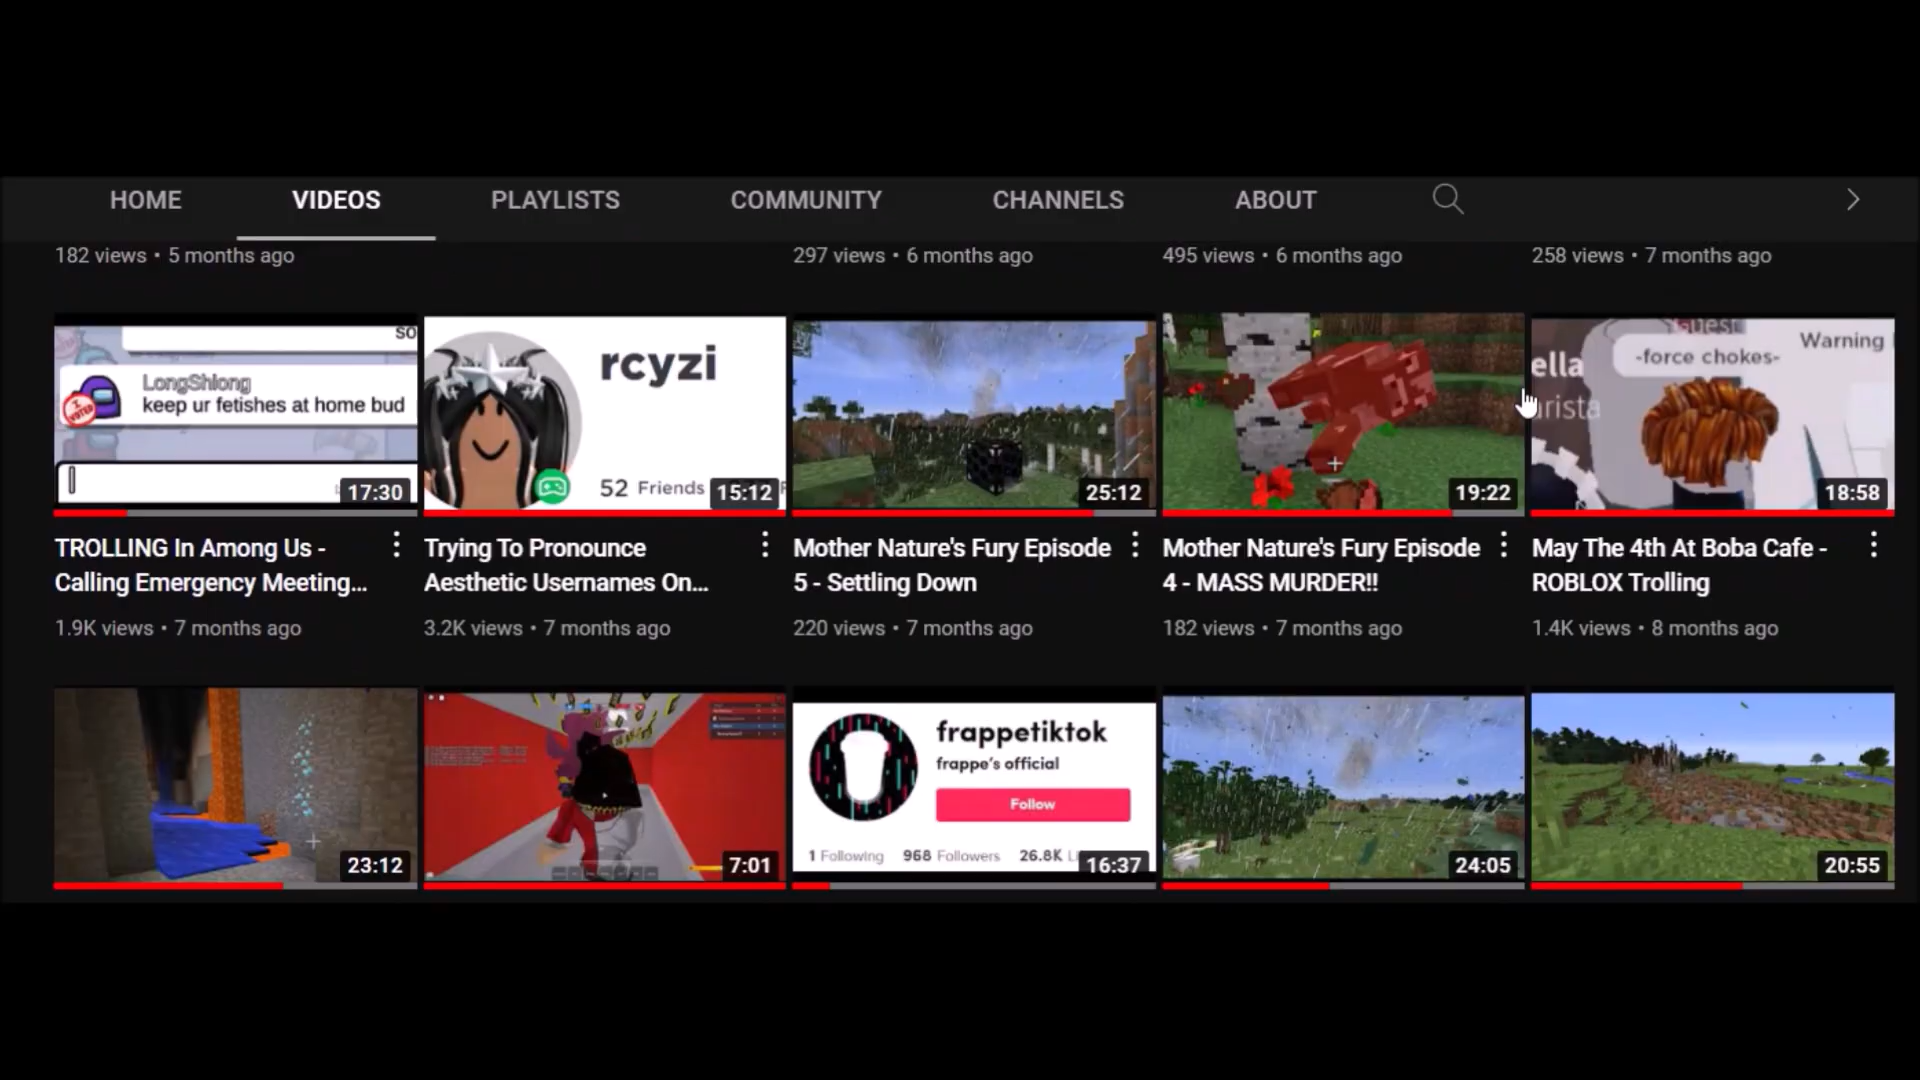 HOME VIDEOS PLAYLISTS COMMUNITY CHANNELS ABOUT
182 views • 5 months ago
297 views • 6 months ago
495 views • 6 months ago
258 views • 7 months ago
so
LongShlong
keep ur fetishes at home bud
I VOTED
17:30
rcyzi
52 Friends
15:12
25:12
19:22
Guest
Warning
-force chokes-
ella
arista
18:58
TROLLING In Among Us -
Calling Emergency Meeting...
1.9K views • 7 months ago
Trying To Pronounce
Aesthetic Usernames On...
3.2K views • 7 months ago
Mother Nature's Fury Episode
5 - Settling Down
220 views • 7 months ago
Mother Nature's Fury Episode
4 - MASS MURDER!!
182 views • 7 months ago
May The 4th At Boba Cafe -
ROBLOX Trolling
1.4K views • 8 months ago
23:12
7:01
frappetiktok
frappe's official
Follow
1 Following 968 Followers 26.8K Li
16:37
24:05
20:55